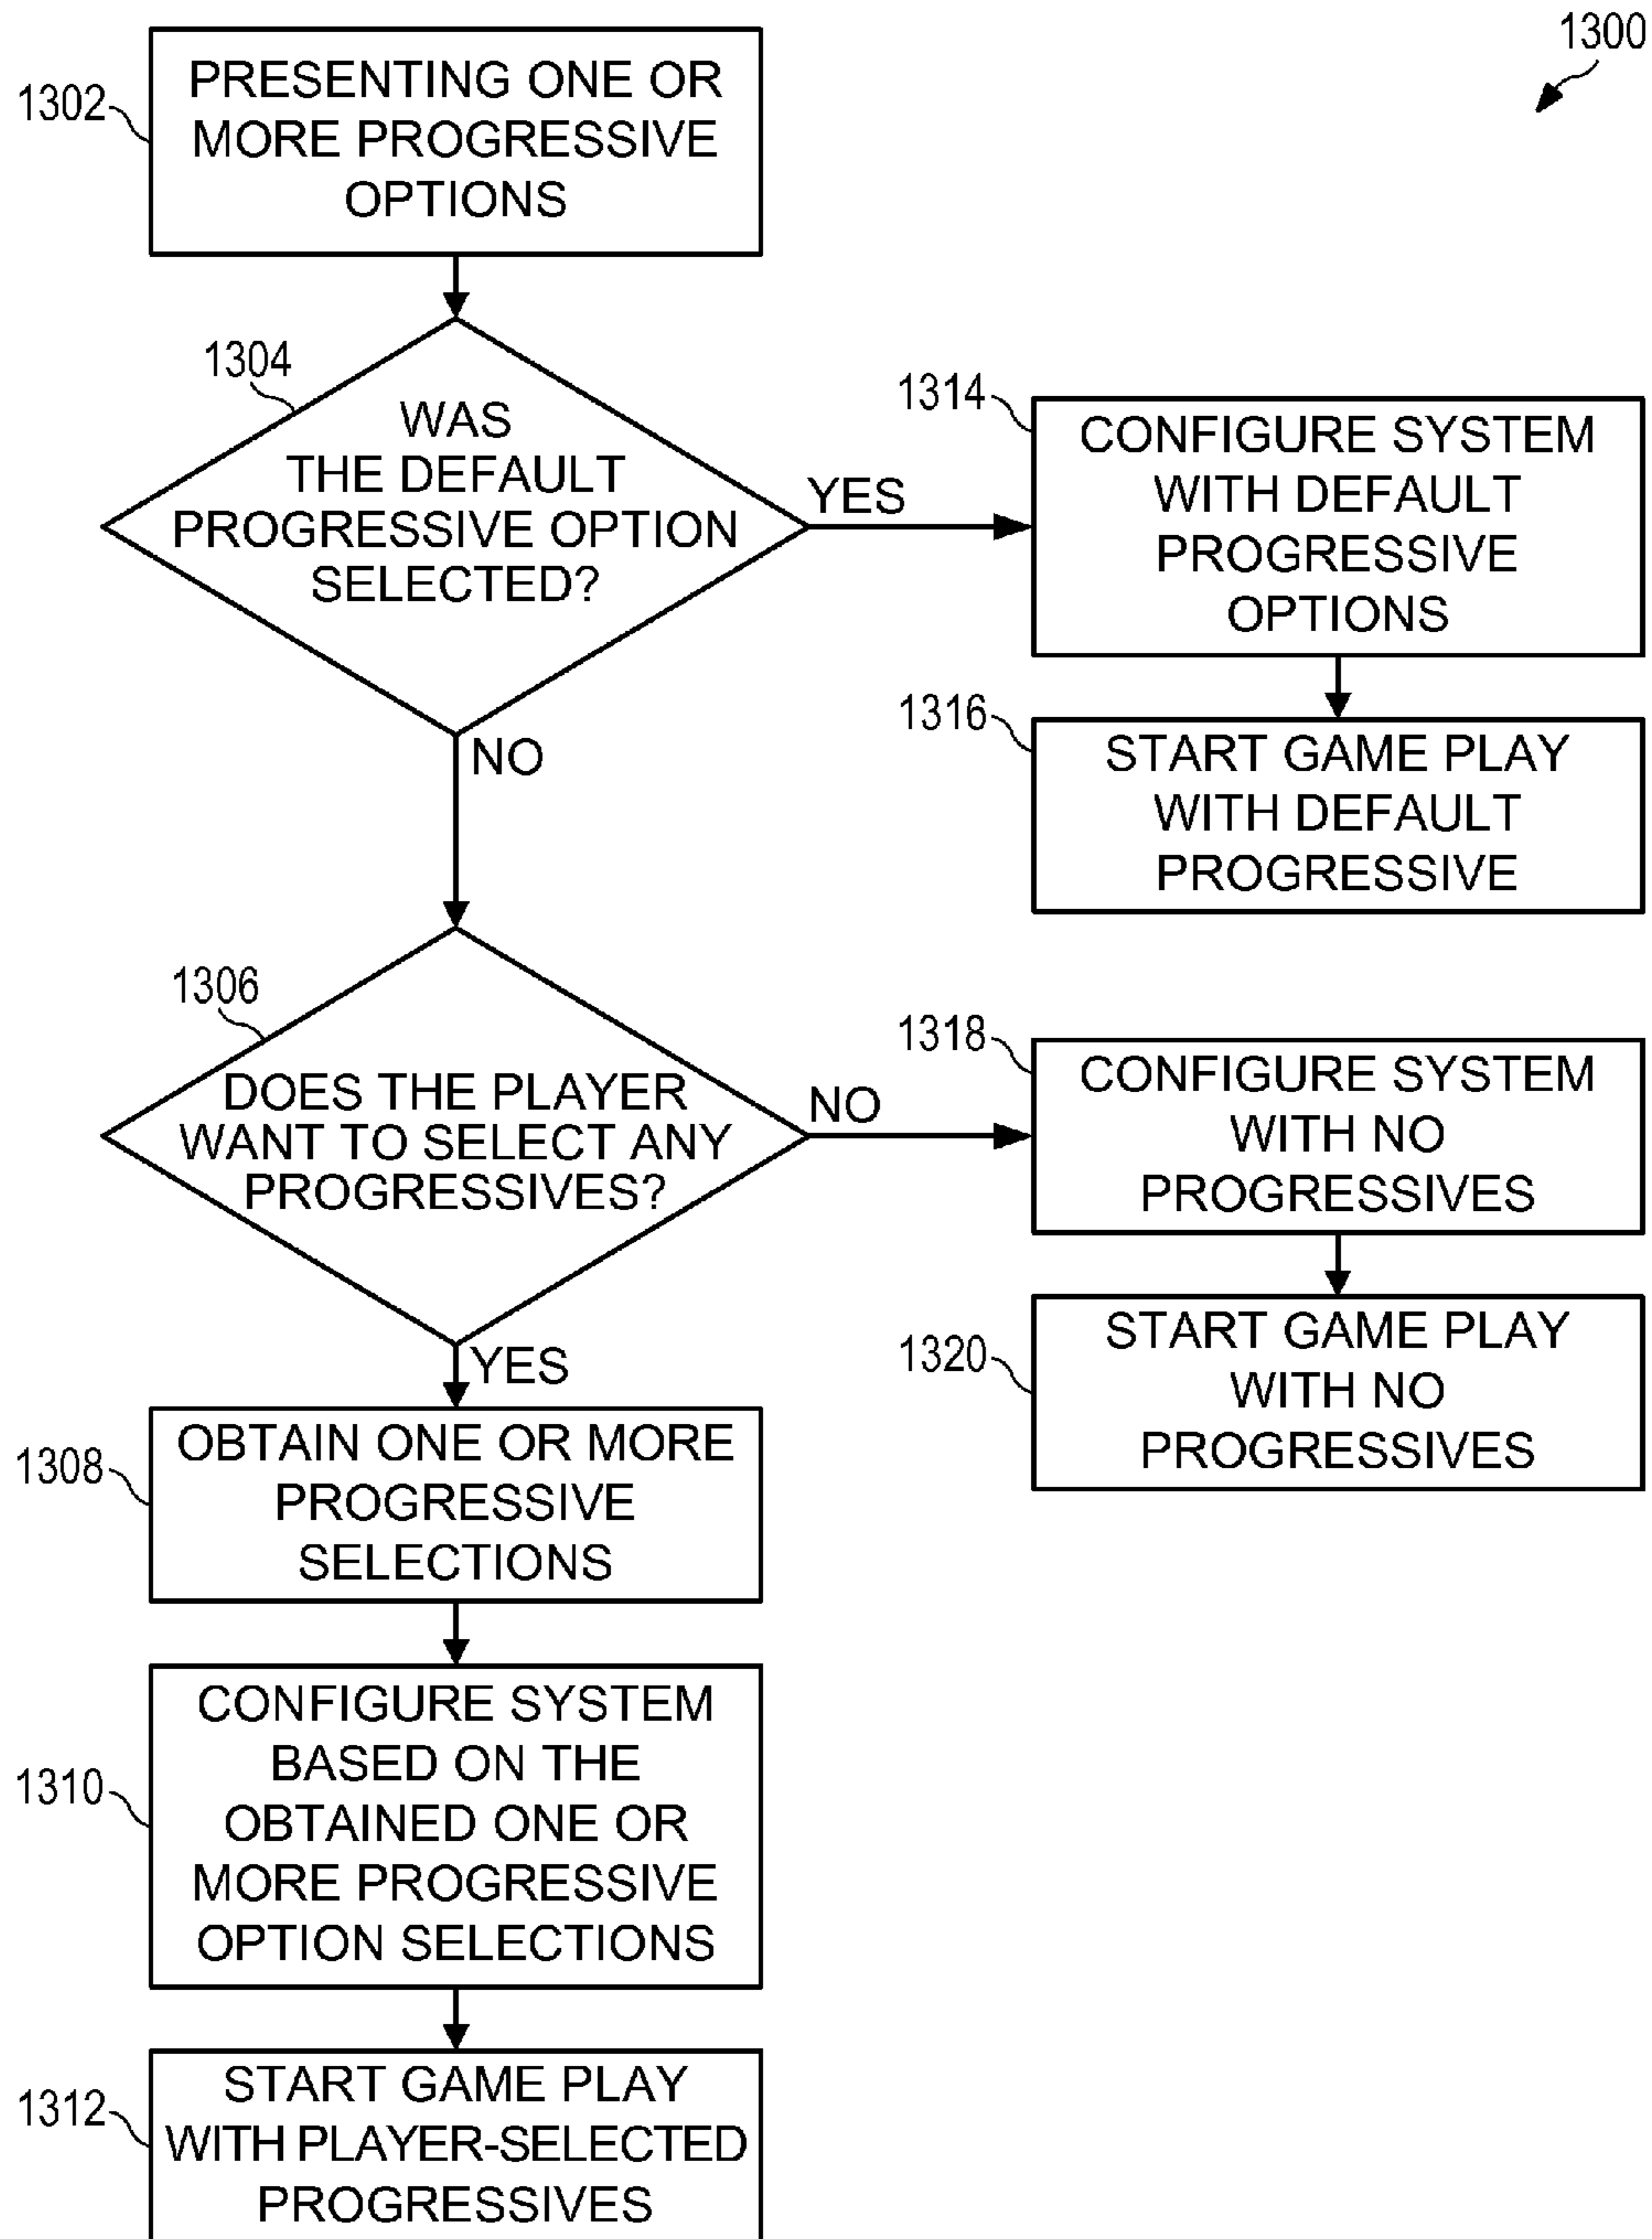 1300
1302
PRESENTING ONE OR
MORE PROGRESSIVE
OPTIONS
1304
WAS
THE DEFAULT
PROGRESSIVE OPTION
SELECTED?
YES
NO
1314
CONFIGURE SYSTEM
WITH DEFAULT
PROGRESSIVE
OPTIONS
1316
START GAME PLAY
WITH DEFAULT
PROGRESSIVE
1306
DOES THE PLAYER
WANT TO SELECT ANY
PROGRESSIVES?
NO
YES
1318
CONFIGURE SYSTEM
WITH NO
PROGRESSIVES
1320
START GAME PLAY
WITH NO
PROGRESSIVES
1308
OBTAIN ONE OR MORE
PROGRESSIVE
SELECTIONS
1310
CONFIGURE SYSTEM
BASED ON THE
OBTAINED ONE OR
MORE PROGRESSIVE
OPTION SELECTIONS
1312
START GAME PLAY
WITH PLAYER-SELECTED
PROGRESSIVES